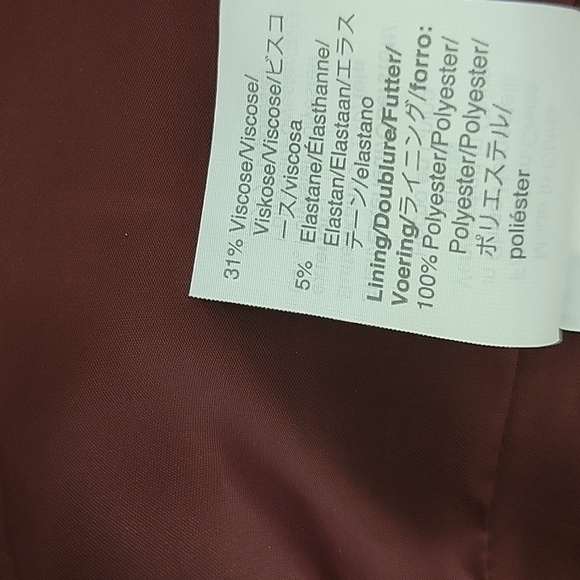 31% Viscose/Viscose/
Viskose/Viscose/ビスコ
ース/viscosa
5% Elastane/Élasthanne/
Elastan/Elastaan/エラス
テーン/elastano
Lining/Doublure/Futter/
Voering/ライニング/forro:
100% Polyester/Polyester/
Polyester/Polyester/
ポリエステル/
poliéster